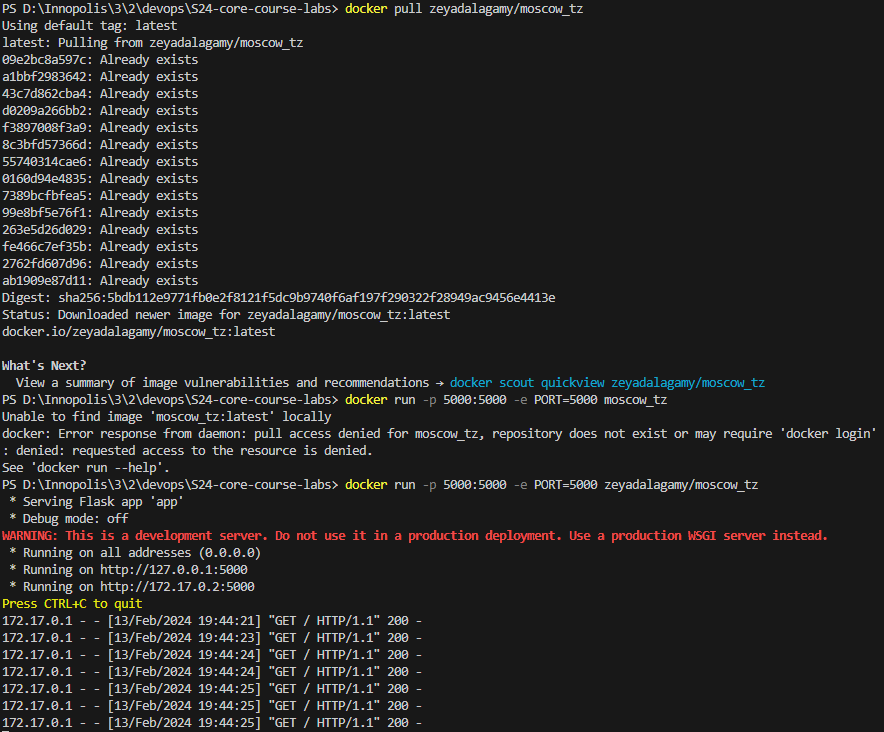 PS D:\Innopolis\3\2\devops\S24-core-course-labs> docker pull zeyadalagamy/moscow_tz
Using default tag: latest
latest: Pulling from zeyadalagamy/moscow_tz
09e2bc8a597c: Already exists
a1bbf2983642: Already exists
43c7d862cba4: Already exists
d0209a266bb2: Already exists
f3897008f3a9: Already exists
8c3bfd57366d: Already exists
55740314cae6: Already exists
0160d94e4835: Already exists
7389bcfbfea5: Already exists
99e8bf5e76f1: Already exists
263e5d26d029: Already exists
fe466c7ef35b: Already exists
2762fd607d96: Already exists
ab1909e87d11: Already exists
Digest: sha256:5bdb112e9771fb0e2f8121f5dc9b9740f6af197f290322f28949ac9456e4413e
Status: Downloaded newer image for zeyadalagamy/moscow_tz:latest
docker.io/zeyadalagamy/moscow_tz:latest
What's Next?
  View a summary of image vulnerabilities and recommendations → docker scout quickview zeyadalagamy/moscow_tz
PS D:\Innopolis\3\2\devops\S24-core-course-labs> docker run -p 5000:5000 -e PORT=5000 moscow_tz
Unable to find image 'moscow_tz:latest' locally
docker: Error response from daemon: pull access denied for moscow_tz, repository does not exist or may require 'docker login'
: denied: requested access to the resource is denied.
See 'docker run --help'.
PS D:\Innopolis\3\2\devops\S24-core-course-labs> docker run -p 5000:5000 -e PORT=5000 zeyadalagamy/moscow_tz
 * Serving Flask app 'app'
 * Debug mode: off
WARNING: This is a development server. Do not use it in a production deployment. Use a production WSGI server instead.
 * Running on all addresses (0.0.0.0)
 * Running on http://127.0.0.1:5000
 * Running on http://172.17.0.2:5000
Press CTRL+C to quit
172.17.0.1 - - [13/Feb/2024 19:44:21] "GET / HTTP/1.1" 200 -
172.17.0.1 - - [13/Feb/2024 19:44:23] "GET / HTTP/1.1" 200 -
172.17.0.1 - - [13/Feb/2024 19:44:24] "GET / HTTP/1.1" 200 -
172.17.0.1 - - [13/Feb/2024 19:44:24] "GET / HTTP/1.1" 200 -
172.17.0.1 - - [13/Feb/2024 19:44:25] "GET / HTTP/1.1" 200 -
172.17.0.1 - - [13/Feb/2024 19:44:25] "GET / HTTP/1.1" 200 -
172.17.0.1 - - [13/Feb/2024 19:44:25] "GET / HTTP/1.1" 200 -